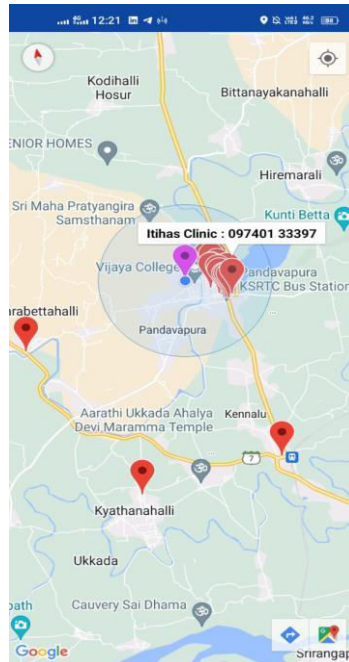 12:21
Kodihalli
Hosur
Bittanayakanahalli
ENIOR HOMES
Hiremarali
Sri Maha Pratyangira
Samsthanam
Kunti Betta
Itihas Clinic : 097401 33397
Vijaya College
Pandavapura
KSRTC Bus Station
arabettahalli
Pandavapura
Aarathi Ukkada Ahalya
Devi Maramma Temple
Kennalu
7
Kyathanahalli
Ukkada
path
Cauvery Sai Dhama
Google
Srirangap